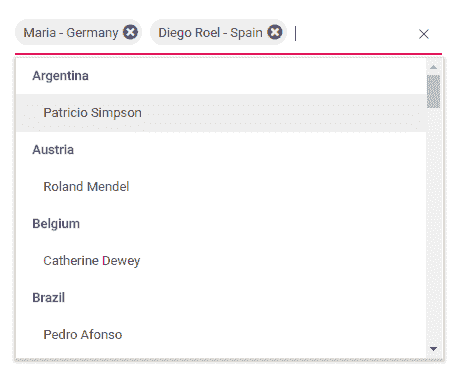 Maria - Germany Diego Roel - Spain
Argentina
Patricio Simpson
Austria
Roland Mendel
Belgium
Catherine Dewey
Brazil
Pedro Afonso